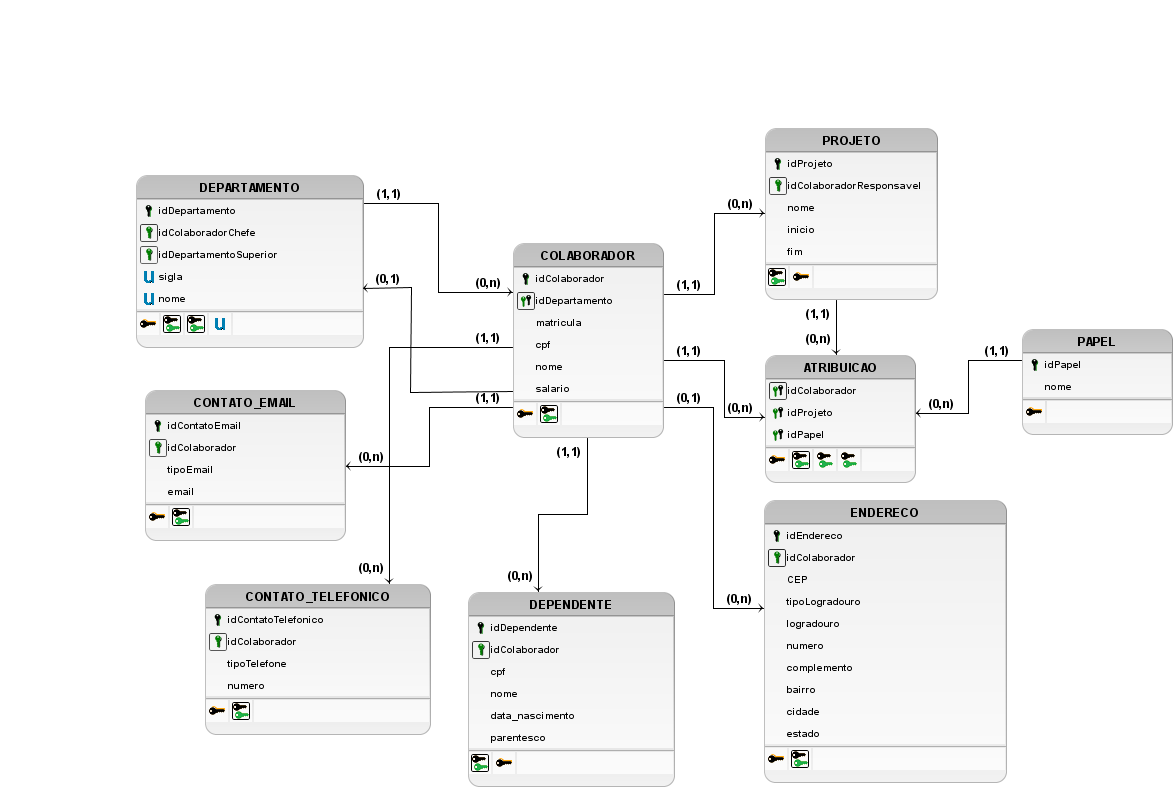 DEPARTAMENTO
idDepartamento
idColaboradorChefe
idDepartamentoSuperior
U sigla
U nome
U
(1,1)
(0,n)
(0,1)
COLABORADOR
idColaborador
idDepartamento
matricula
cpf
nome
salario
PROJETO
idProjeto
idColaboradorResponsavel
nome
inicio
fim
(0,n)
(1,1)
(1,1)
(0,n)
ATRIBUICAO
idColaborador
idProjeto
idPapel
(1,1)
(0,n)
PAPEL
idPapel
nome
(1,1)
(0,n)
CONTATO_EMAIL
idContatoEmail
idColaborador
tipoEmail
email
(1,1)
(0,n)
CONTATO_TELEFONICO
idContatoTelefonico
idColaborador
tipoTelefone
numero
(1,1)
(0,n)
DEPENDENTE
idDependente
idColaborador
cpf
nome
data_nascimento
parentesco
(1,1)
(0,n)
ENDERECO
idEndereco
idColaborador
CEP
tipoLogradouro
logradouro
numero
complemento
bairro
cidade
estado
(0,1)
(0,n)